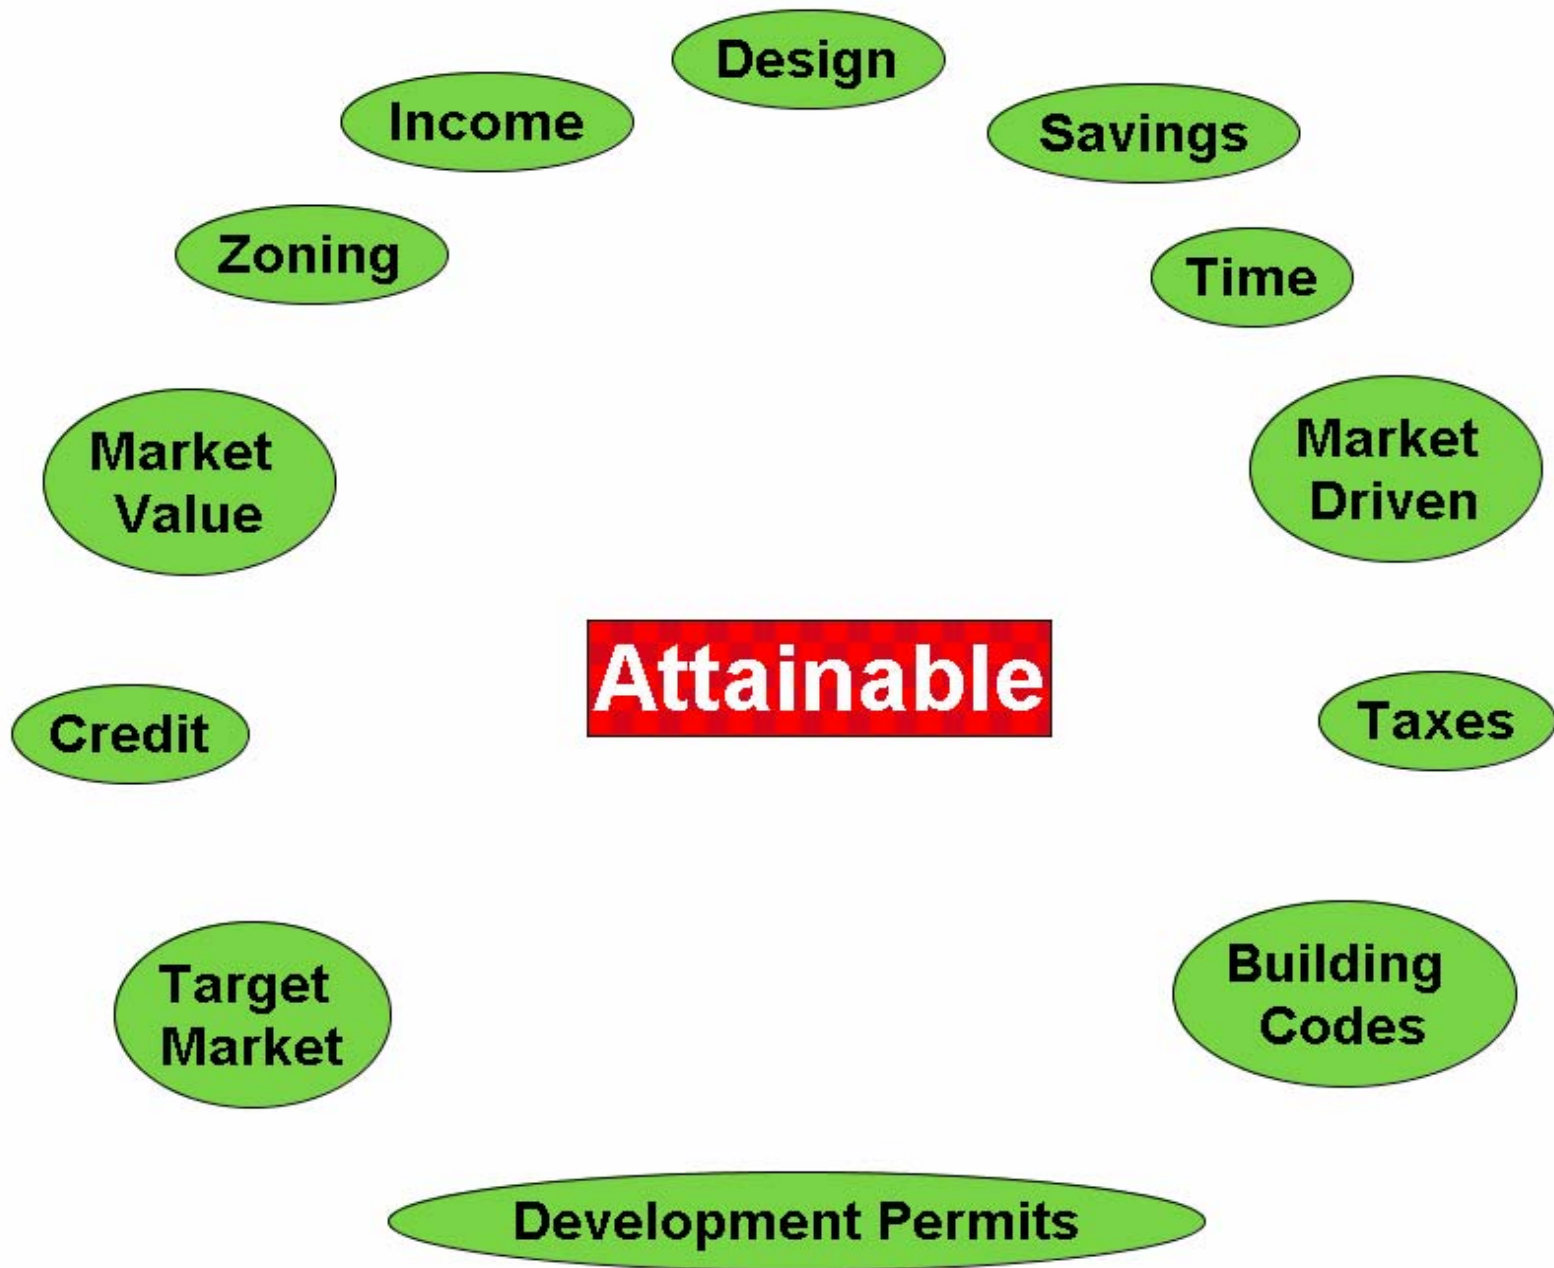 Design
Income
Savings
Zoning
Time
Market
Value
Market
Driven
Attainable
Credit
Taxes
Target
Market
Building
Codes
Development Permits